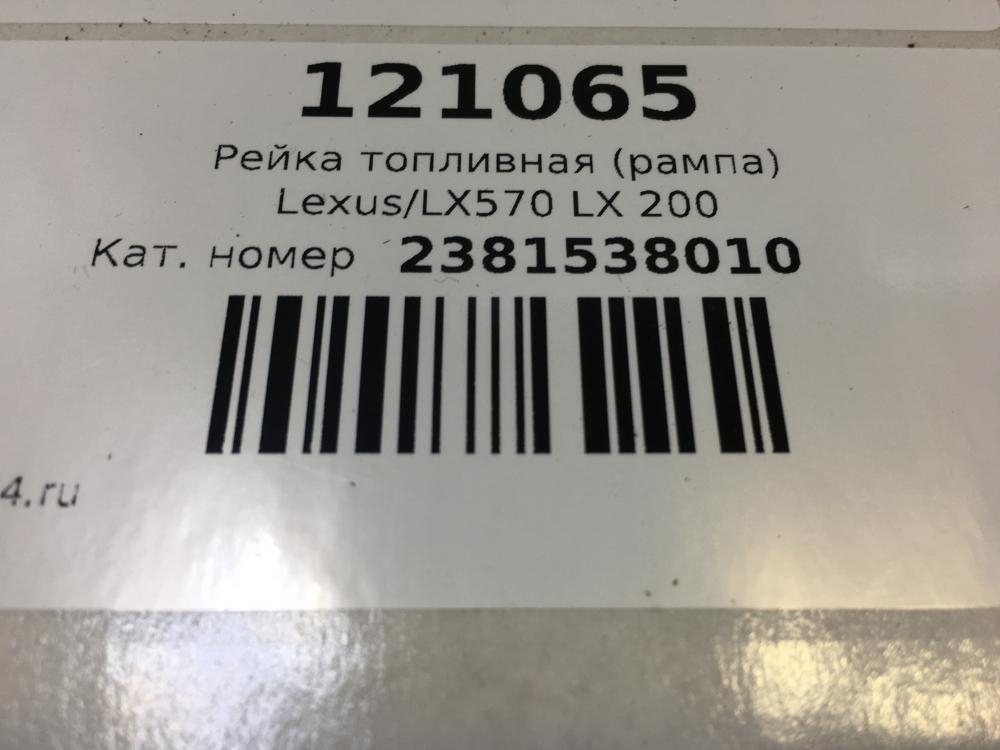 121065
Рейка топливная (рампа)
Lexus/LX570 LX 200
Кат. номер 2381538010
4.ru